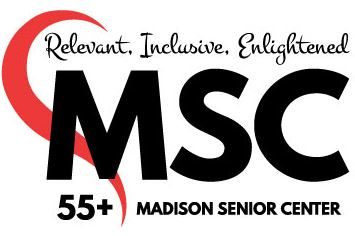 Relevant, Inclusive, Enlightened
MSC
55+ MADISON SENIOR CENTER